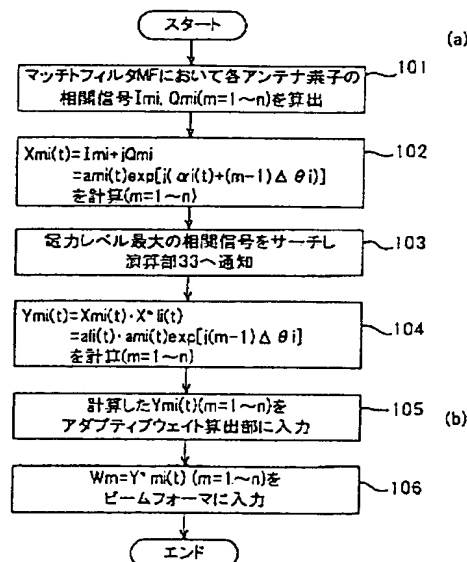 スタート
(a)
マッチトフィルタMFにおいて各アンテナ素子の
相関信号Imi, Qmi(m=1~n)を算出
101
Xmi(t)=Imi+jQmi
=ami(t)exp[j(αi(t)+(m-1)Δθi)]
を計算(m=1~n)
102
電力レベル最大の相関信号をサーチし
演算部33へ通知
103
Ymi(t)=Xmi(t)·X*li(t)
=ali(t)·ami(t)exp[j(m-1)Δθi]
を計算(m=1~n)
104
計算したYmi(t)(m=1~n)を
アダプティブウェイト算出部に入力
105
(b)
Wm=Y*mi(t) (m=1~n)を
ビームフォーマに入力
106
エンド